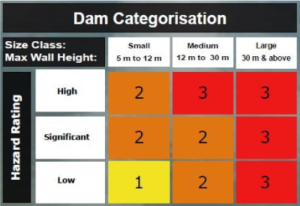 Dam Categorisation
Size Class: Small Medium Large
Max Wall Height: 5 m to 12 m 12 m to 30 m 30 m & above
Hazard Rating
High 2 3 3
Significant 2 2 3
Low 1 2 3